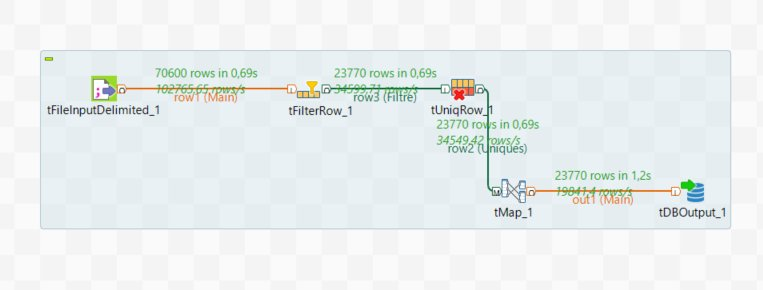 70600 rows in 0,69s
102765,65 rows/s
row1 (Main)
23770 rows in 0,69s
34599,71 rows/s
row3 (Filtre)
tFileInputDelimited_1
tFilterRow_1
tUniqRow_1
23770 rows in 0,69s
34549,42 rows/s
row2 (Uniques)
23770 rows in 1,2s
19841,4 rows/s
out1 (Main)
tMap_1
tDBOutput_1